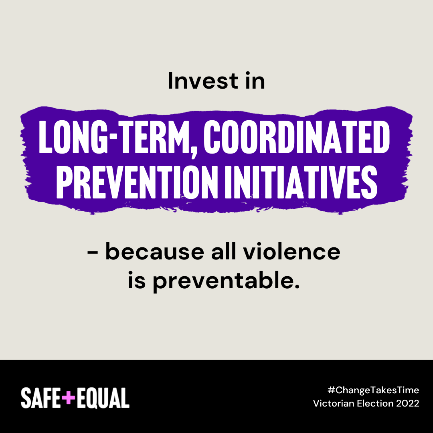 Invest in
LONG-TERM, COORDINATED
PREVENTION INITIATIVES
– because all violence
is preventable.
SAFE+EQUAL
#ChangeTakesTime
Victorian Election 2022